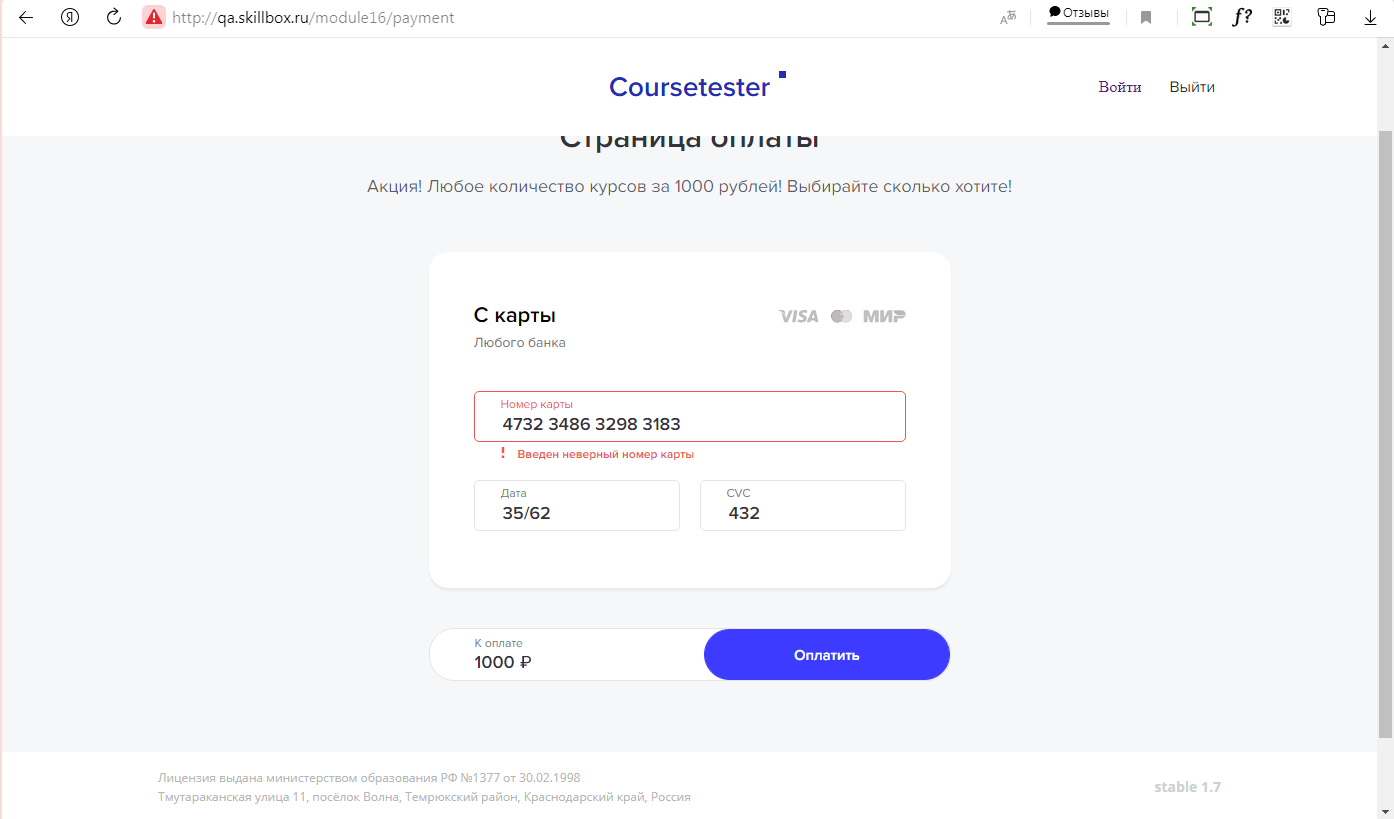 http://qa.skillbox.ru/module16/payment
Отзывы
f?
Coursetester
Войти
Выйти
Страница оплаты
Акция! Любое количество курсов за 1000 рублей! Выбирайте сколько хотите!
С карты
VISA
МИР
Любого банка
Номер карты
4732 3486 3298 3183
! Введен неверный номер карты
Дата
CVC
35/62
432
К оплате
1000 ₽
Оплатить
Лицензия выдана министерством образования РФ №1377 от 30.02.1998
Тмутараканская улица 11, посёлок Волна, Темрюкский район, Краснодарский край, Россия
stable 1.7